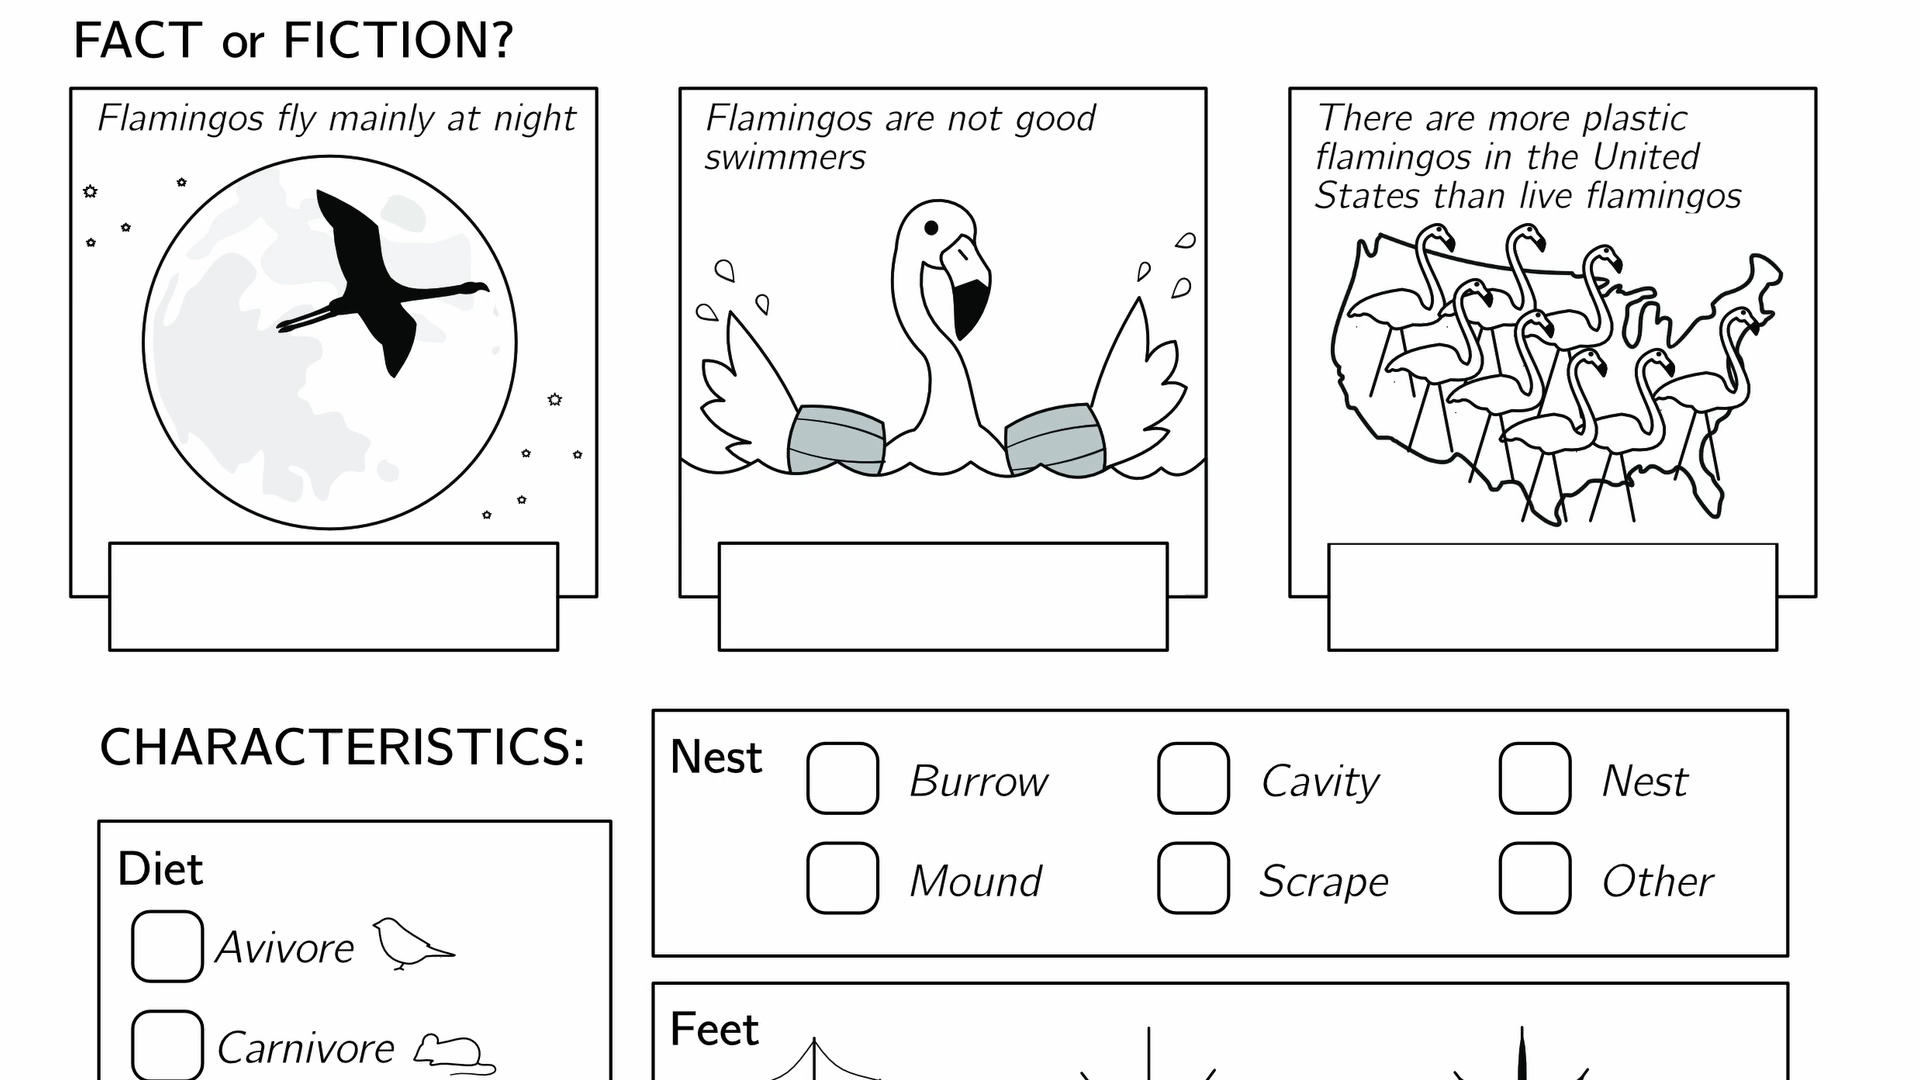 FACT or FICTION?
Flamingos fly mainly at night
Flamingos are not good
swimmers
There are more plastic
flamingos in the United
States than live flamingos
CHARACTERISTICS:
Nest
Burrow
Cavity
Nest
Mound
Scrape
Other
Diet
Avivore
Carnivore
Feet